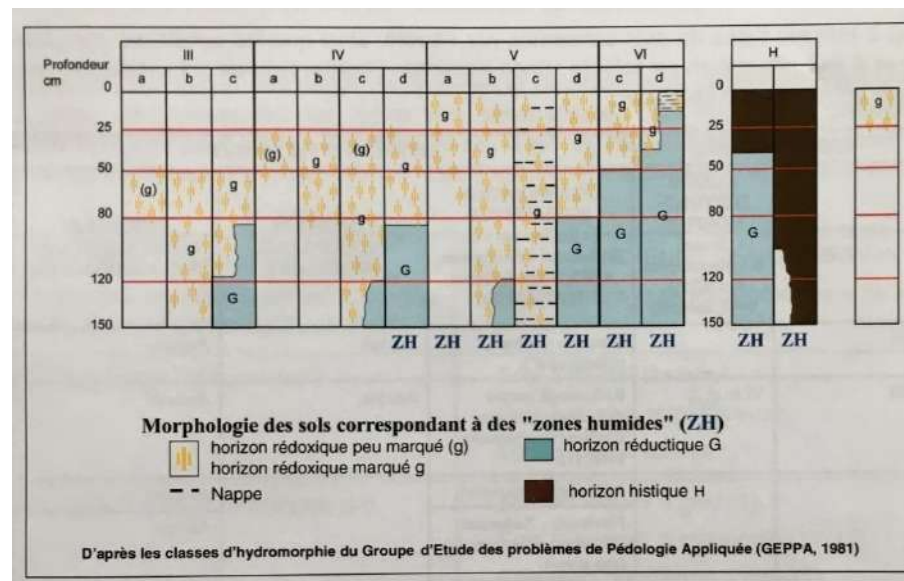 III IV V VI H
Profondeur
cm
a b c a b c d a b c d c d
0 0
25 25
50 50
80 80
120 120
150 150
(g) g g (g) g (g) g g g g g g g g
g g
G G G G G G
ZH ZH ZH ZH ZH ZH ZH ZH ZH
Morphologie des sols correspondant à des "zones humides" (ZH)
horizon rédoxique peu marqué (g) horizon réductique G
horizon rédoxique marqué g
Nappe horizon histique H
D'après les classes d'hydromorphie du Groupe d'Etude des problèmes de Pédologie Appliquée (GEPPA, 1981)